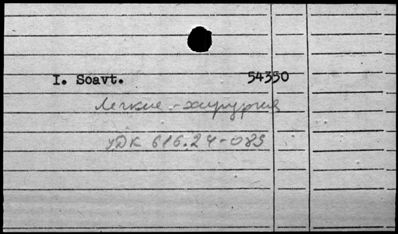 I. Soavt. 54350
Легкие - хирургия
УДК 616.24-089